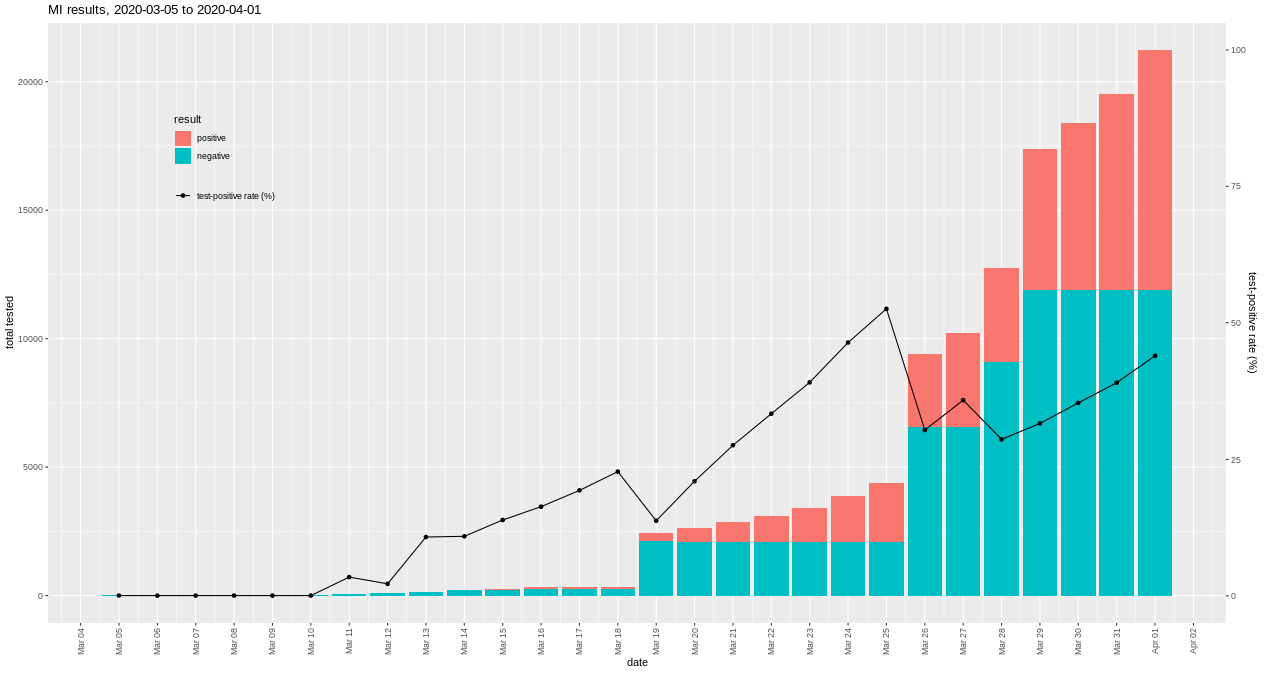 MI results, 2020-03-05 to 2020-04-01
total tested
20000
15000
10000
5000
0
result
positive
negative
test-positive rate (%)
100
75
50
25
0
test-positive rate (%)
Mar 04
Mar 05
Mar 06
Mar 07
Mar 08
Mar 09
Mar 10
Mar 11
Mar 12
Mar 13
Mar 14
Mar 15
Mar 16
Mar 17
Mar 18
Mar 19
Mar 20
Mar 21
Mar 22
Mar 23
Mar 24
Mar 25
Mar 26
Mar 27
Mar 28
Mar 29
Mar 30
Mar 31
Apr 01
Apr 02
date